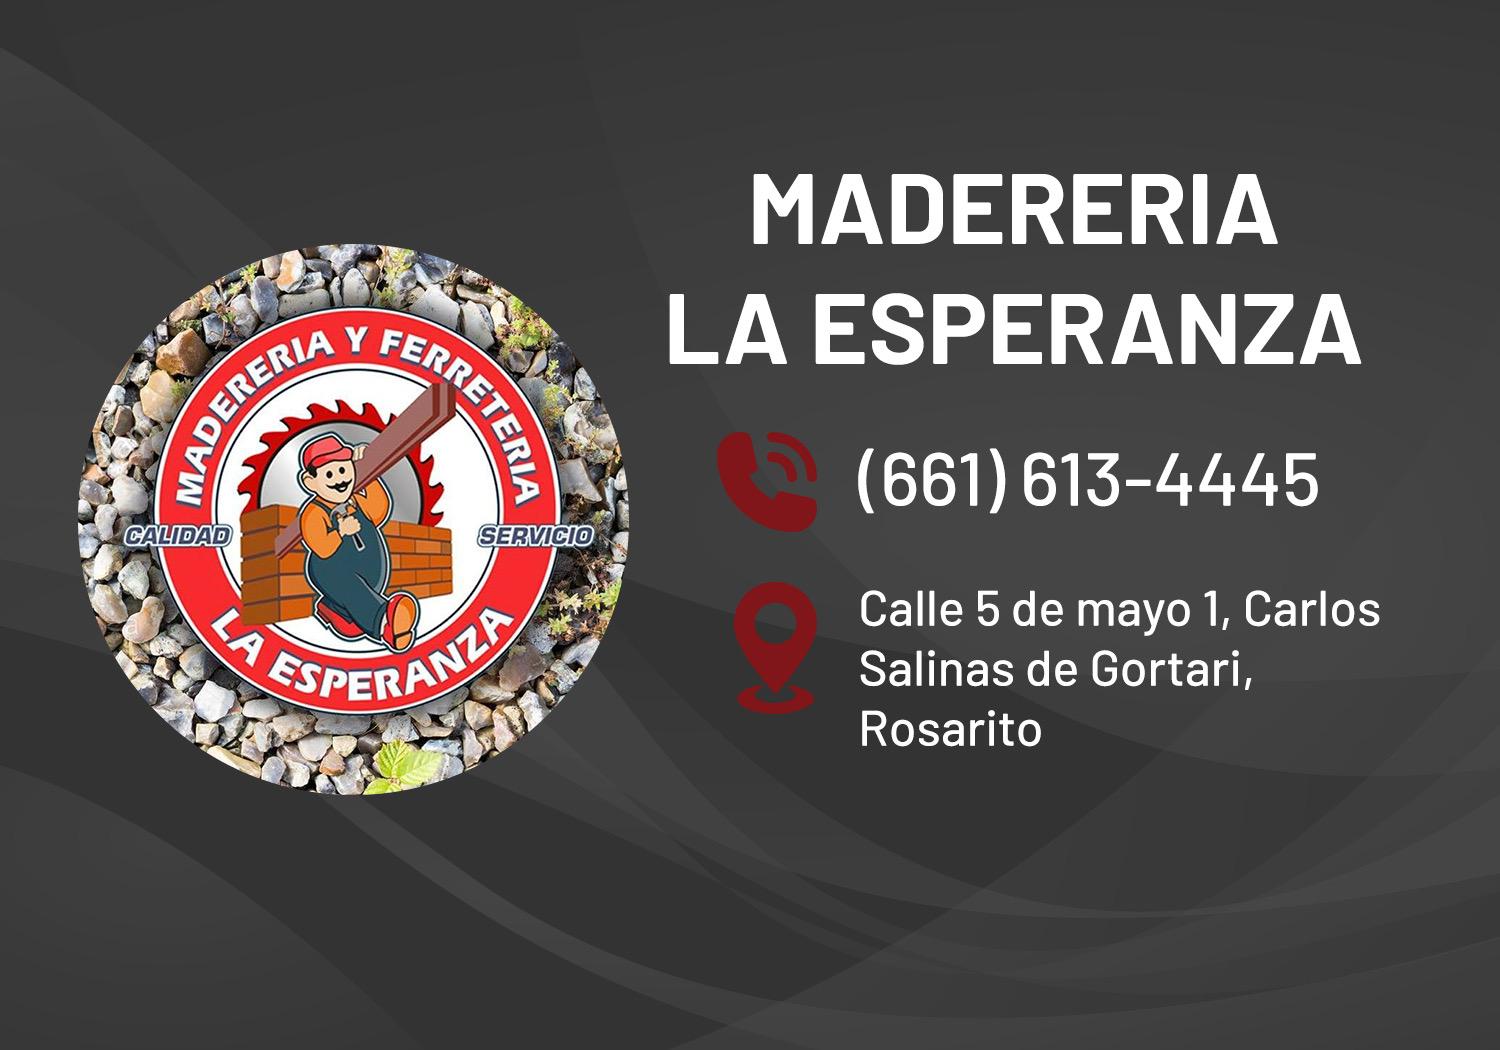 MADERERIA Y FERRETERIA
CALIDAD
SERVICIO
LA ESPERANZA
MADERERIA
LA ESPERANZA
(661) 613-4445
Calle 5 de mayo 1, Carlos
Salinas de Gortari,
Rosarito